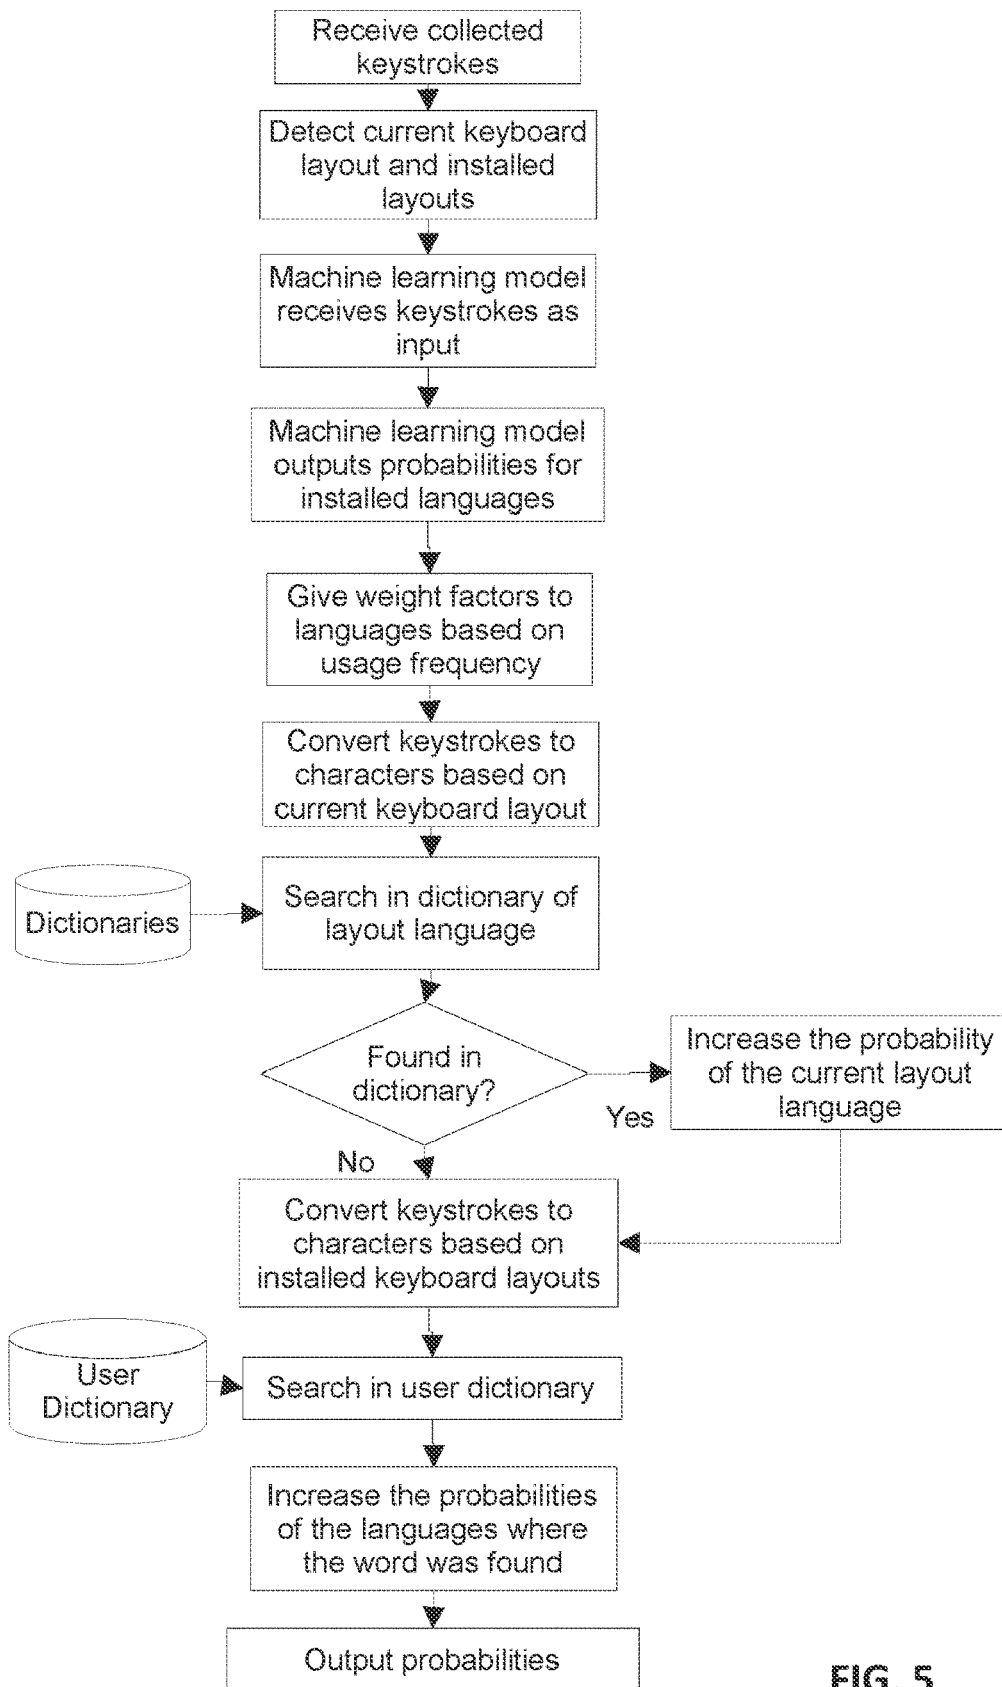 Receive collected
keystrokes
Detect current keyboard
layout and installed
layouts
Machine learning model
receives keystrokes as
input
Machine learning model
outputs probabilities for
installed languages
Give weight factors to
languages based on
usage frequency
Convert keystrokes to
characters based on
current keyboard layout
Dictionaries
Search in dictionary of
layout language
Found in
dictionary?
Yes
Increase the probability
of the current layout
language
No
Convert keystrokes to
characters based on
installed keyboard layouts
User
Dictionary
Search in user dictionary
Increase the probabilities
of the languages where
the word was found
Output probabilities
FIG. 5